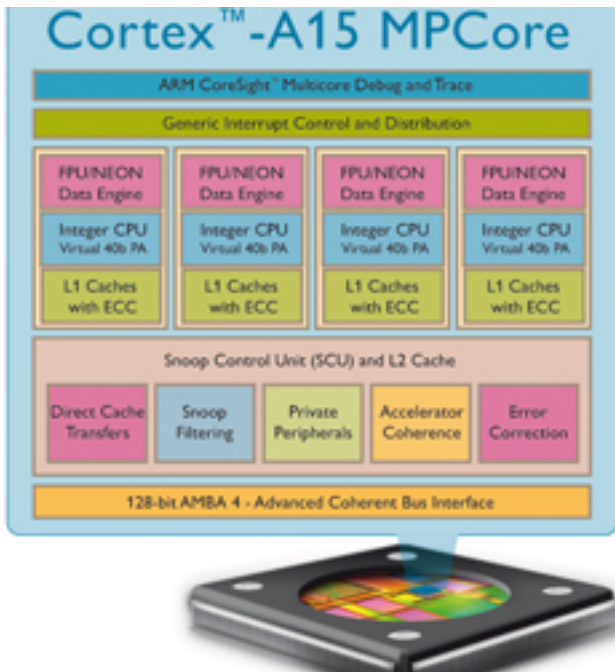 Cortex™-A15 MPCore
ARM CoreSight™ Multicore Debug and Trace
Generic Interrupt Control and Distribution
FPU/NEON
Data Engine
Integer CPU
Virtual 40b PA
L1 Caches
with ECC
FPU/NEON
Data Engine
Integer CPU
Virtual 40b PA
L1 Caches
with ECC
FPU/NEON
Data Engine
Integer CPU
Virtual 40b PA
L1 Caches
with ECC
FPU/NEON
Data Engine
Integer CPU
Virtual 40b PA
L1 Caches
with ECC
Snoop Control Unit (SCU) and L2 Cache
Direct Cache
Transfers
Snoop
Filtering
Private
Peripherals
Accelerator
Coherence
Error
Correction
128-bit AMBA 4 - Advanced Coherent Bus Interface